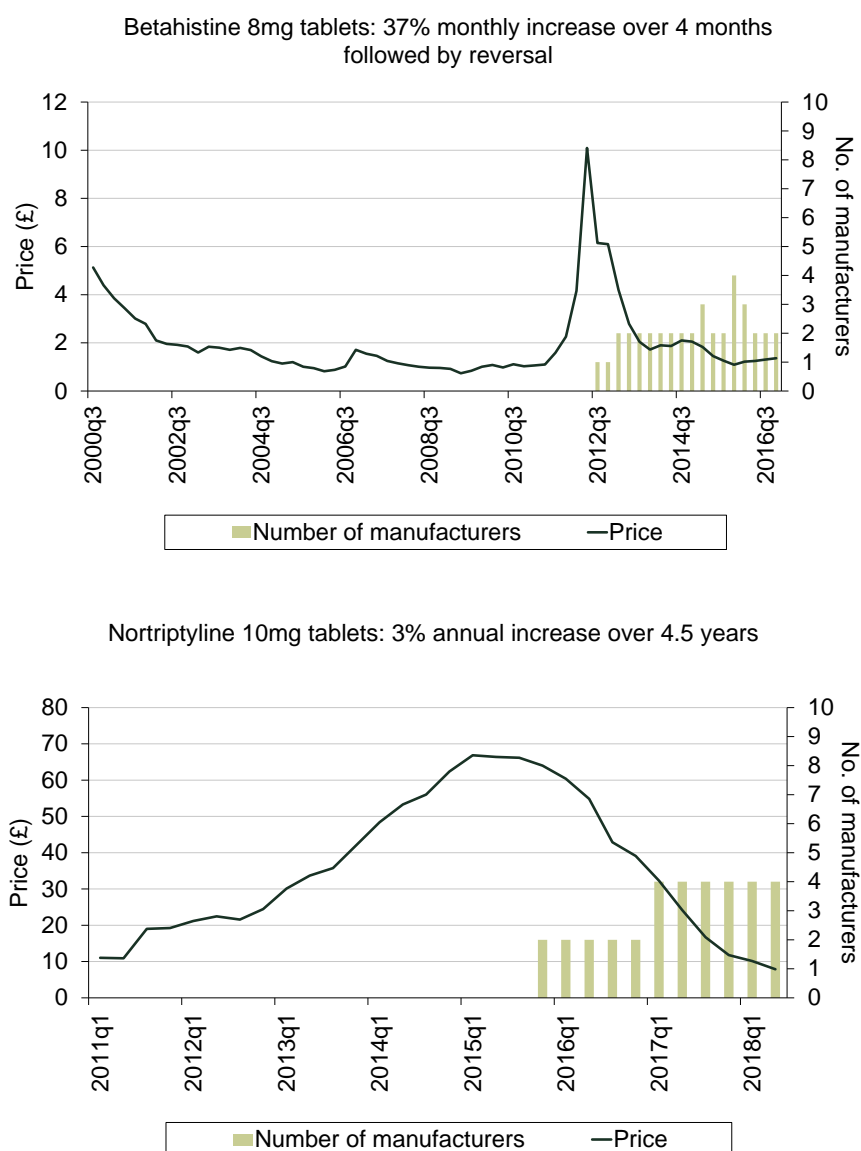 Betahistine 8mg tablets: 37% monthly increase over 4 months
followed by reversal
12
10
8
6
4
2
0
Price (£)
10
9
8
7
6
5
4
3
2
1
0
No. of manufacturers
2000q3
2002q3
2004q3
2006q3
2008q3
2010q3
2012q3
2014q3
2016q3
Number of manufacturers
Price
Nortriptyline 10mg tablets: 3% annual increase over 4.5 years
80
70
60
50
40
30
20
10
0
Price (£)
10
9
8
7
6
5
4
3
2
1
0
No. of manufacturers
2011q1
2012q1
2013q1
2014q1
2015q1
2016q1
2017q1
2018q1
Number of manufacturers
Price